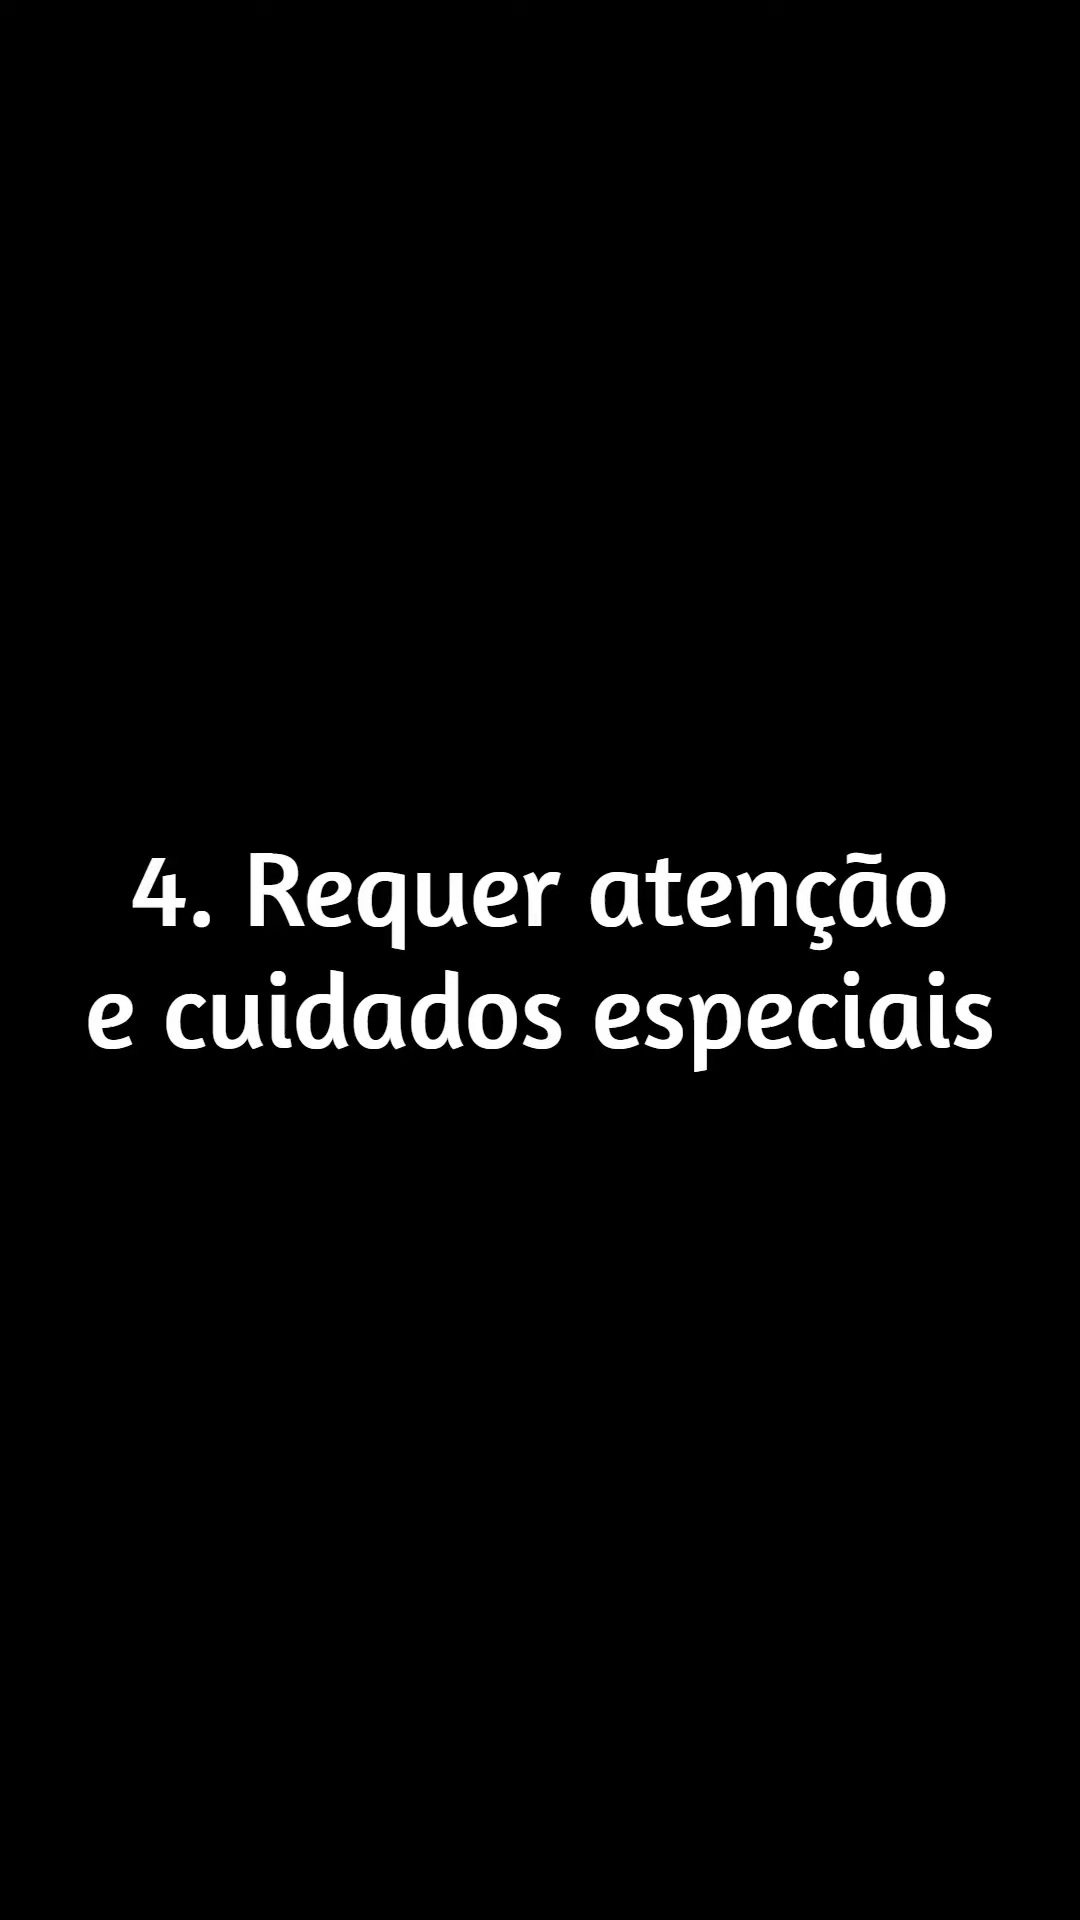 4. Requer atenção
e cuidados especiais